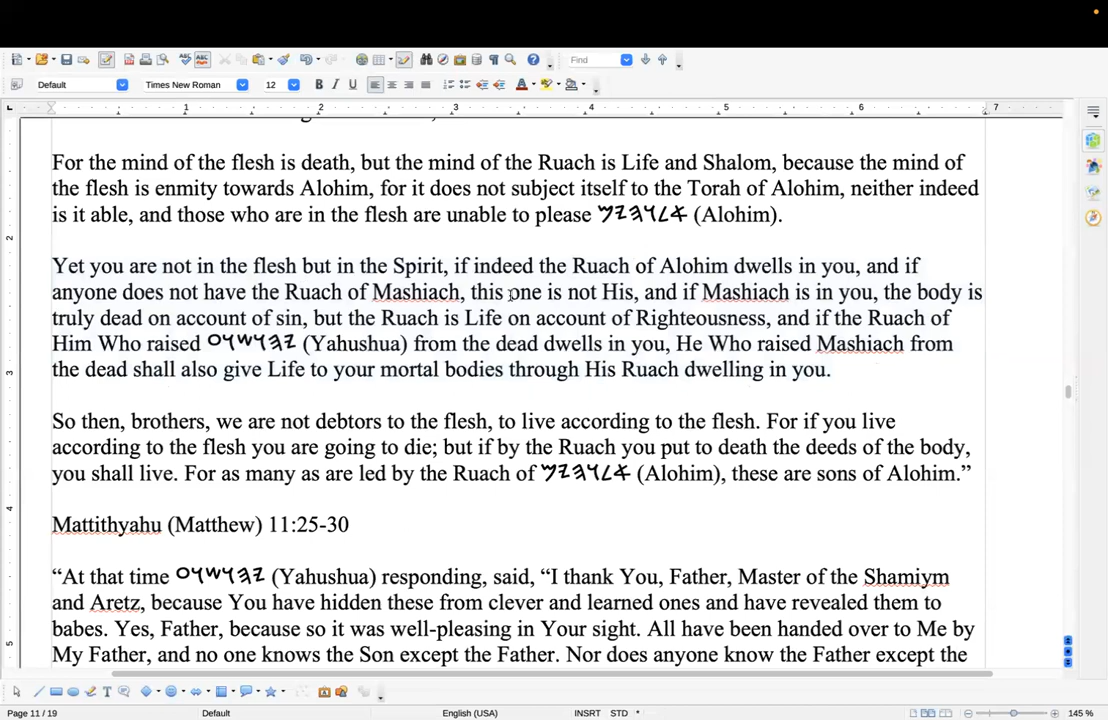 Find
Default
Times New Roman
12
1 2 3 4 5 6 7
For the mind of the flesh is death, but the mind of the Ruach is Life and Shalom, because the mind of
the flesh is enmity towards Alohim, for it does not subject itself to the Torah of Alohim, neither indeed
is it able, and those who are in the flesh are unable to please 𐤌𐤉𐤄𐤅𐤋𐤀 (Alohim).
Yet you are not in the flesh but in the Spirit, if indeed the Ruach of Alohim dwells in you, and if
anyone does not have the Ruach of Mashiach, this one is not His, and if Mashiach is in you, the body is
truly dead on account of sin, but the Ruach is Life on account of Righteousness, and if the Ruach of
Him Who raised 𐤏𐤅𐤔𐤅𐤄𐤉 (Yahushua) from the dead dwells in you, He Who raised Mashiach from
the dead shall also give Life to your mortal bodies through His Ruach dwelling in you.
So then, brothers, we are not debtors to the flesh, to live according to the flesh. For if you live
according to the flesh you are going to die; but if by the Ruach you put to death the deeds of the body,
you shall live. For as many as are led by the Ruach of 𐤌𐤉𐤄𐤅𐤋𐤀 (Alohim), these are sons of Alohim.”
Mattithyahu (Matthew) 11:25-30
“At that time 𐤏𐤅𐤔𐤅𐤄𐤉 (Yahushua) responding, said, “I thank You, Father, Master of the Shamiym
and Aretz, because You have hidden these from clever and learned ones and have revealed them to
babes. Yes, Father, because so it was well-pleasing in Your sight. All have been handed over to Me by
My Father, and no one knows the Son except the Father. Nor does anyone know the Father except the
Page 11 / 19
Default
English (USA)
INSRT
STD
*
145 %